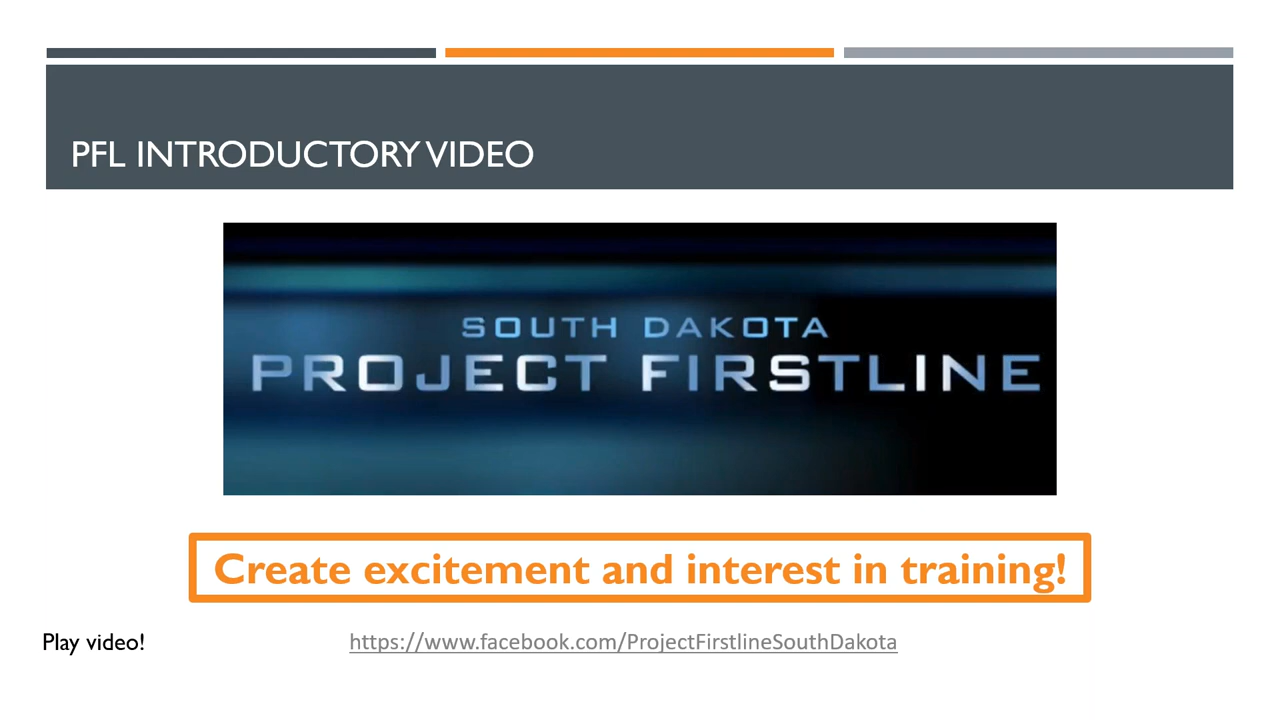 PFL INTRODUCTORY VIDEO
SOUTH DAKOTA
PROJECT FIRSTLINE
Create excitement and interest in training!
Play video!
https://www.facebook.com/ProjectFirstlineSouthDakota